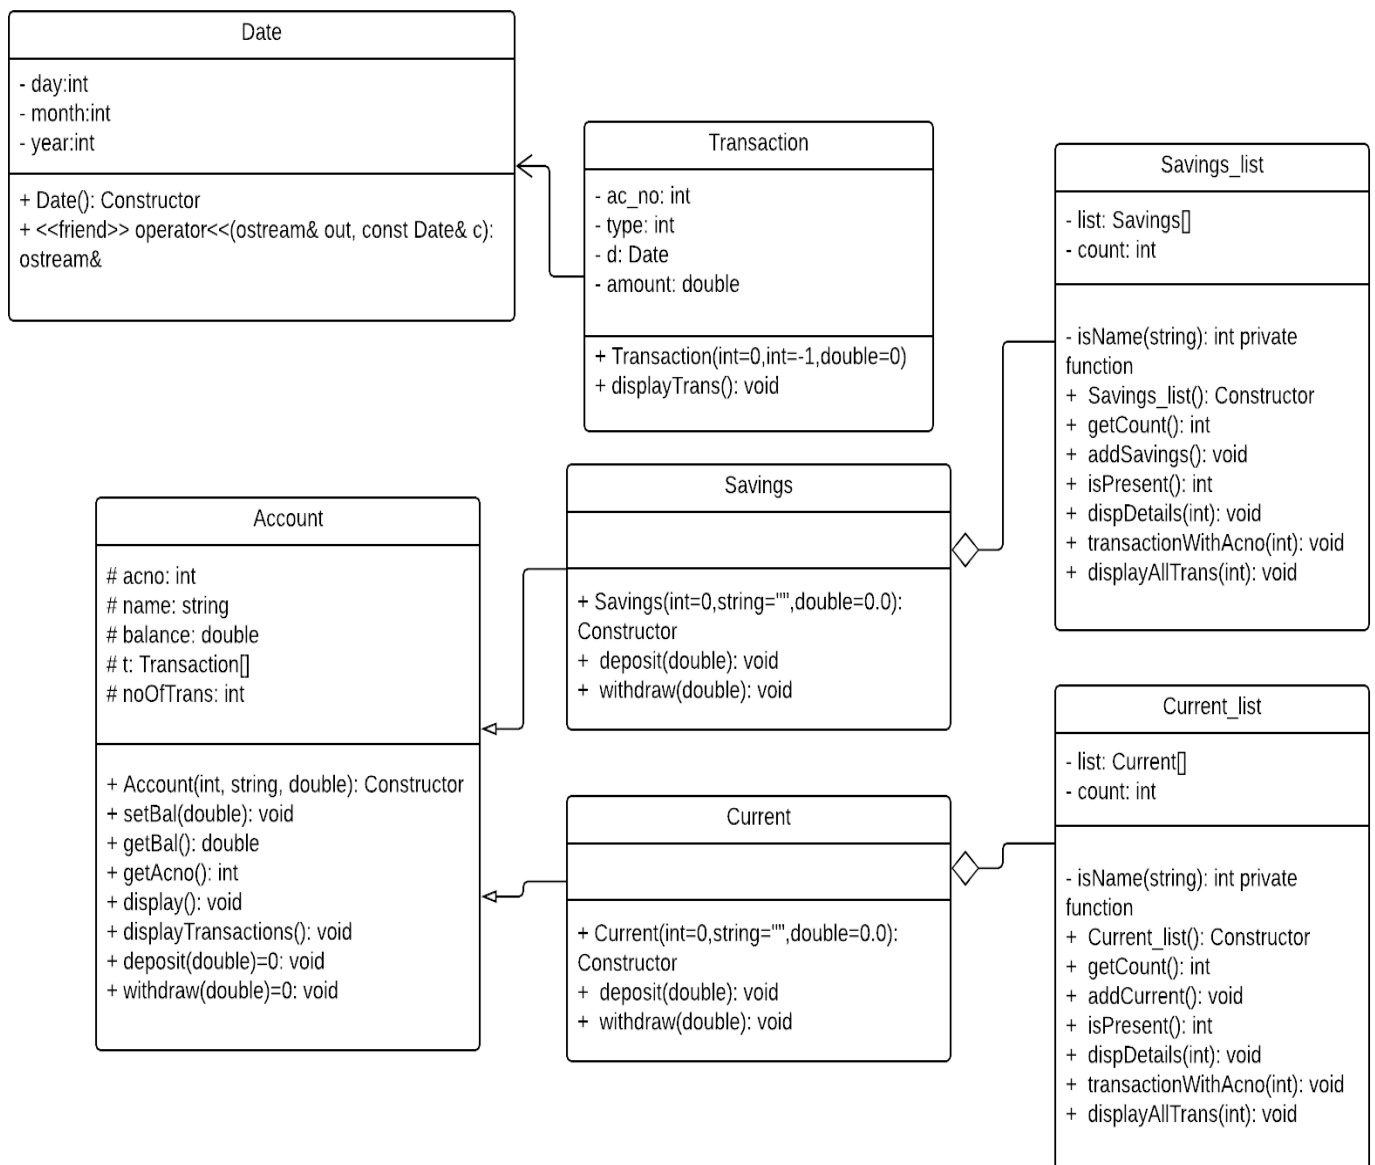 Date
- day:int
- month:int
- year:int
+ Date(): Constructor
+ <<friend>> operator<<(ostream& out, const Date& c):
ostream&
Transaction
- ac_no: int
- type: int
- d: Date
- amount: double
+ Transaction(int=0,int=-1,double=0)
+ displayTrans(): void
Savings_list
- list: Savings[]
- count: int
- isName(string): int private
function
+ Savings_list(): Constructor
+ getCount(): int
+ addSavings(): void
+ isPresent(): int
+ dispDetails(int): void
+ transactionWithAcno(int): void
+ displayAllTrans(int): void
Account
# acno: int
# name: string
# balance: double
# t: Transaction[]
# noOfTrans: int
+ Account(int, string, double): Constructor
+ setBal(double): void
+ getBal(): double
+ getAcno(): int
+ display(): void
+ displayTransactions(): void
+ deposit(double)=0: void
+ withdraw(double)=0: void
Savings
+ Savings(int=0,string="",double=0.0):
Constructor
+ deposit(double): void
+ withdraw(double): void
Current
+ Current(int=0,string="",double=0.0):
Constructor
+ deposit(double): void
+ withdraw(double): void
Current_list
- list: Current[]
- count: int
- isName(string): int private
function
+ Current_list(): Constructor
+ getCount(): int
+ addCurrent(): void
+ isPresent(): int
+ dispDetails(int): void
+ transactionWithAcno(int): void
+ displayAllTrans(int): void